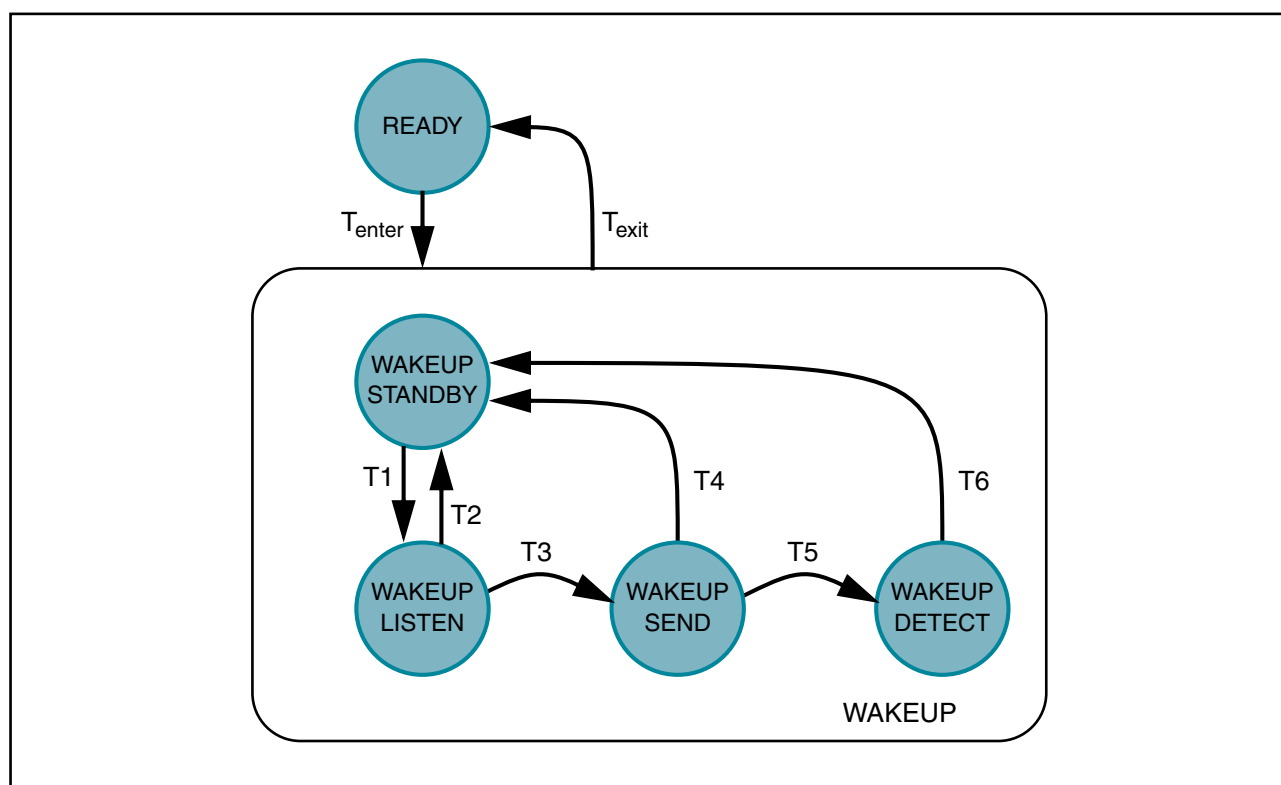 READY
Tenter
Texit
WAKEUP
STANDBY
T1
T2
T4
T6
T3
T5
WAKEUP
LISTEN
WAKEUP
SEND
WAKEUP
DETECT
WAKEUP